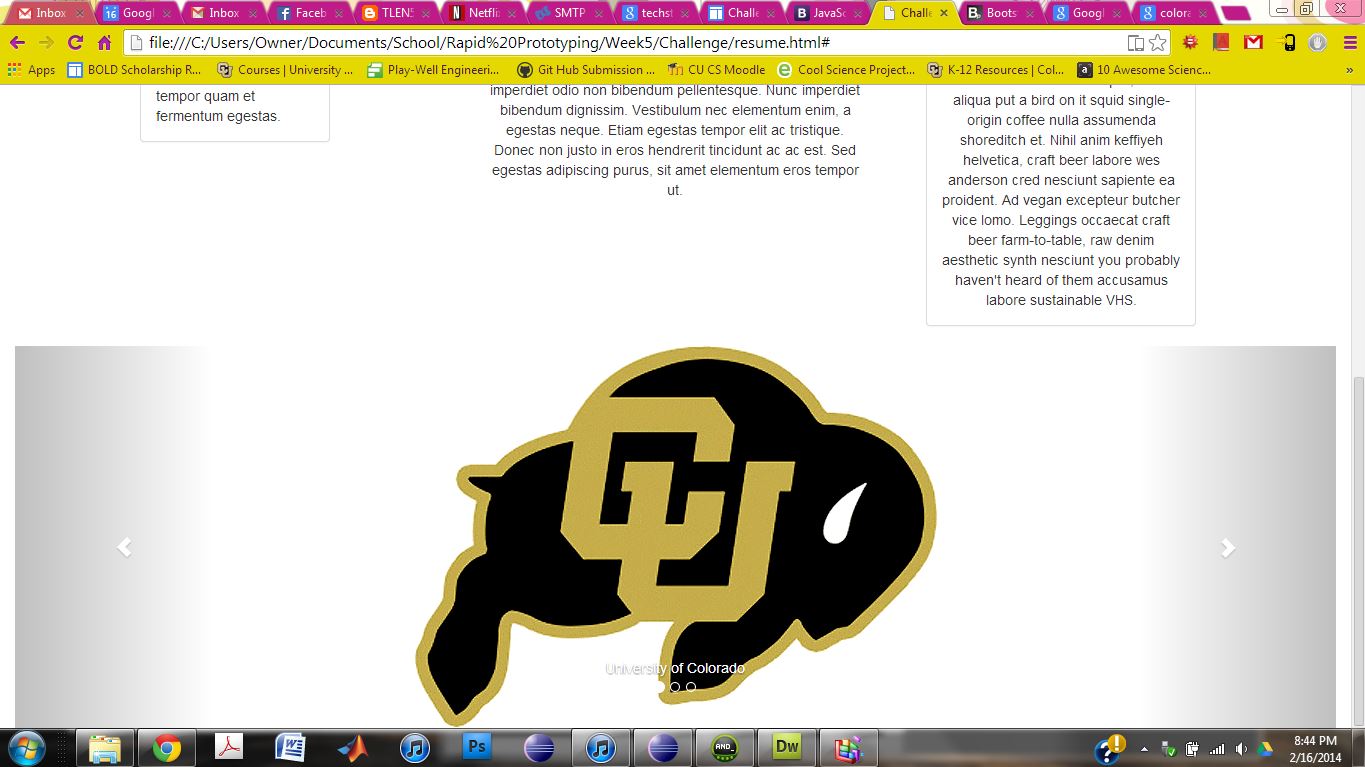 Inbox
Googl
Inbox
Faceb
TLEN5
Netfli
SMTP
techst
Challe
JavaSc
Challe
Boots
Googl
colora
file:///C:/Users/Owner/Documents/School/Rapid%20Prototyping/Week5/Challenge/resume.html#
Apps
BOLD Scholarship R...
Courses | University ...
Play-Well Engineeri...
Git Hub Submission ...
CU CS Moodle
Cool Science Project...
K-12 Resources | Col...
10 Awesome Scienc...
»
tempor quam et
fermentum egestas.
imperdiet odio non bibendum pellentesque. Nunc imperdiet
bibendum dignissim. Vestibulum nec elementum enim, a
egestas neque. Etiam egestas tempor elit ac tristique.
Donec non justo in eros hendrerit tincidunt ac ac est. Sed
egestas adipiscing purus, sit amet elementum eros tempor
ut.
aliqua put a bird on it squid single-
origin coffee nulla assumenda
shoreditch et. Nihil anim keffiyeh
helvetica, craft beer labore wes
anderson cred nesciunt sapiente ea
proident. Ad vegan excepteur butcher
vice lomo. Leggings occaecat craft
beer farm-to-table, raw denim
aesthetic synth nesciunt you probably
haven't heard of them accusamus
labore sustainable VHS.
CU
University of Colorado
Ps
AND_
Dw
8:44 PM
2/16/2014